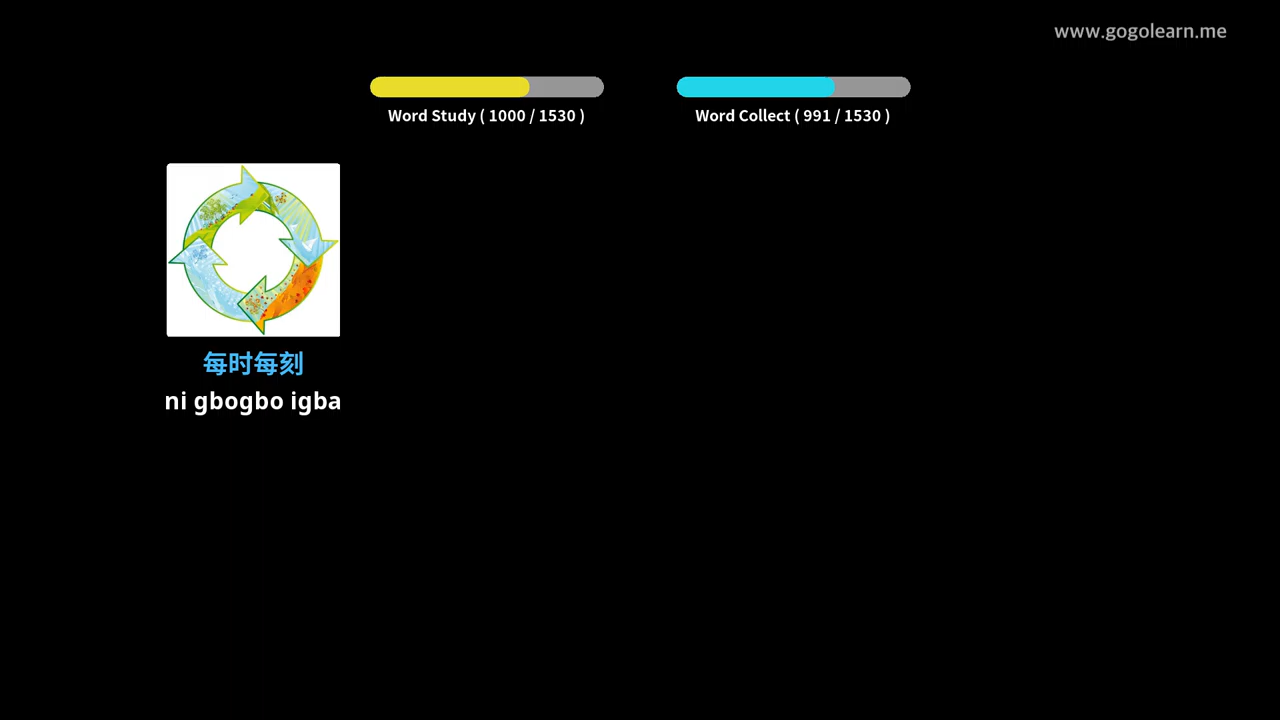 www.gogolearn.me
Word Study ( 1000 / 1530 )
Word Collect ( 991 / 1530 )
每时每刻
ni gbogbo igba